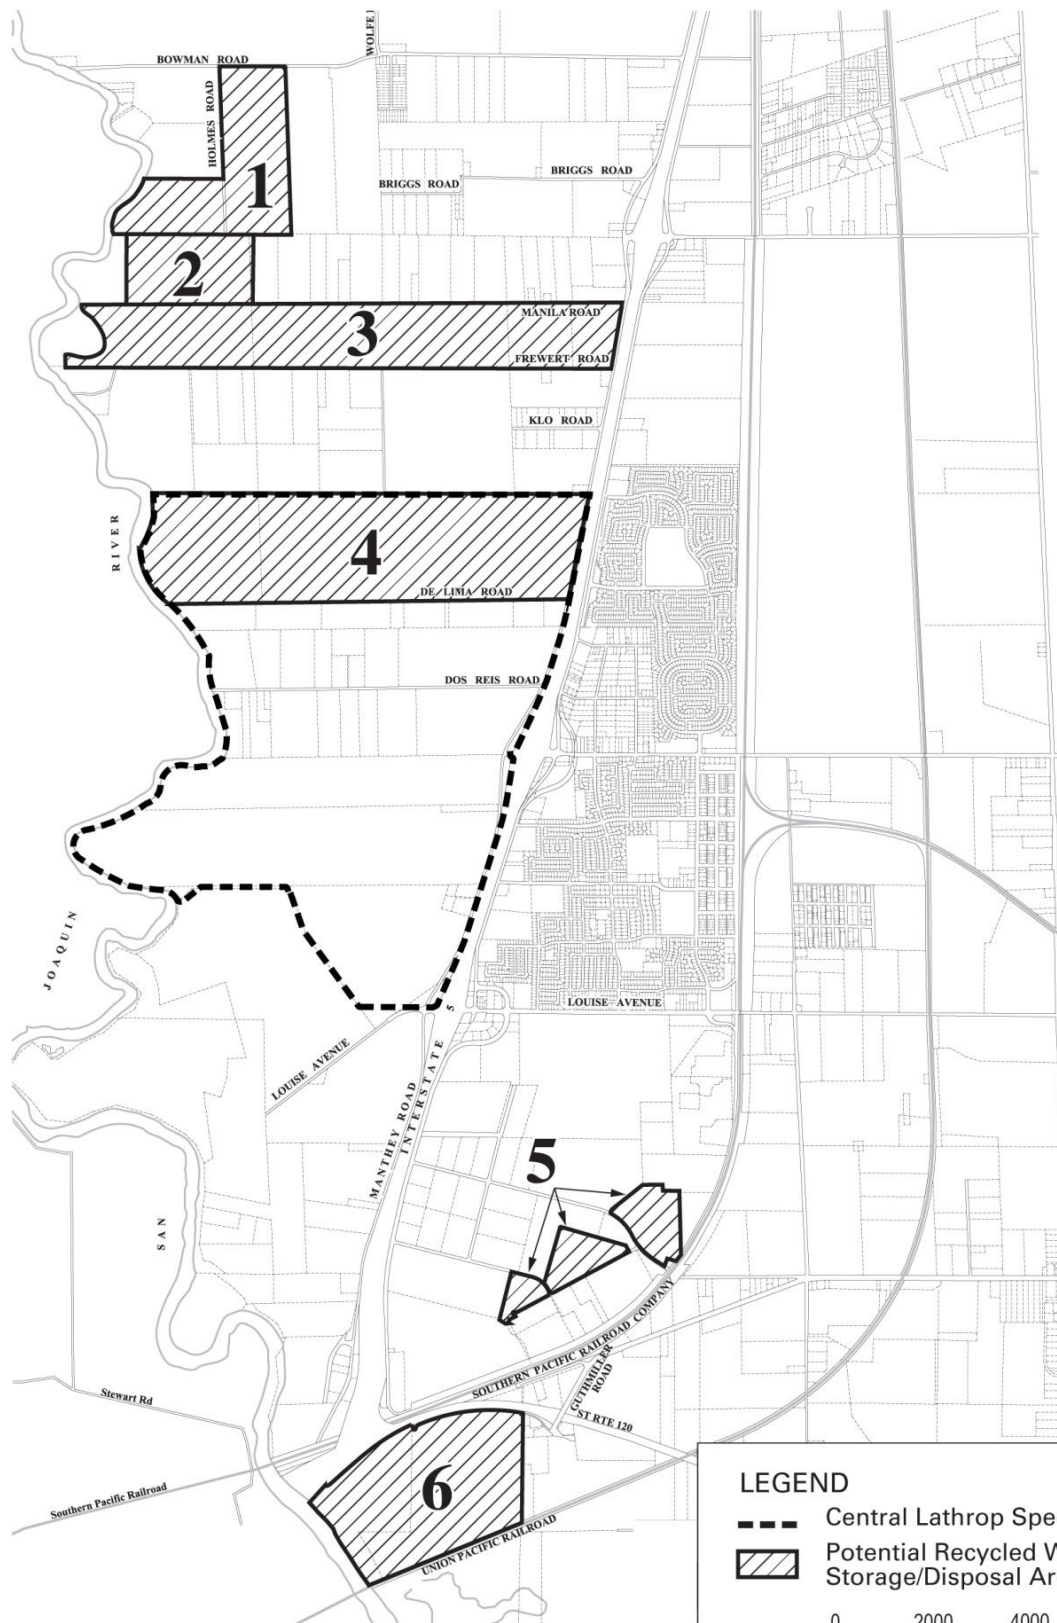 WOLFE
BOWMAN ROAD
HOLMES ROAD
BRIGGS ROAD
BRIGGS ROAD
1
2
MANILA ROAD
3
FREWERT ROAD
KLO ROAD
RIVER
4
DE LIMA ROAD
DOS REIS ROAD
JOAQUIN
5
LOUISE AVENUE
LOUISE AVENUE
MANTHEY ROAD
INTERSTATE
5
SAN
SOUTHERN PACIFIC RAILROAD COMPANY
GUTHMILLER
ROAD
Stewart Rd
ST RTE 120
6
Southern Pacific Railroad
UNION PACIFIC RAILROAD
LEGEND
Central Lathrop Spe
Potential Recycled W
Storage/Disposal Ar
0 2000 4000